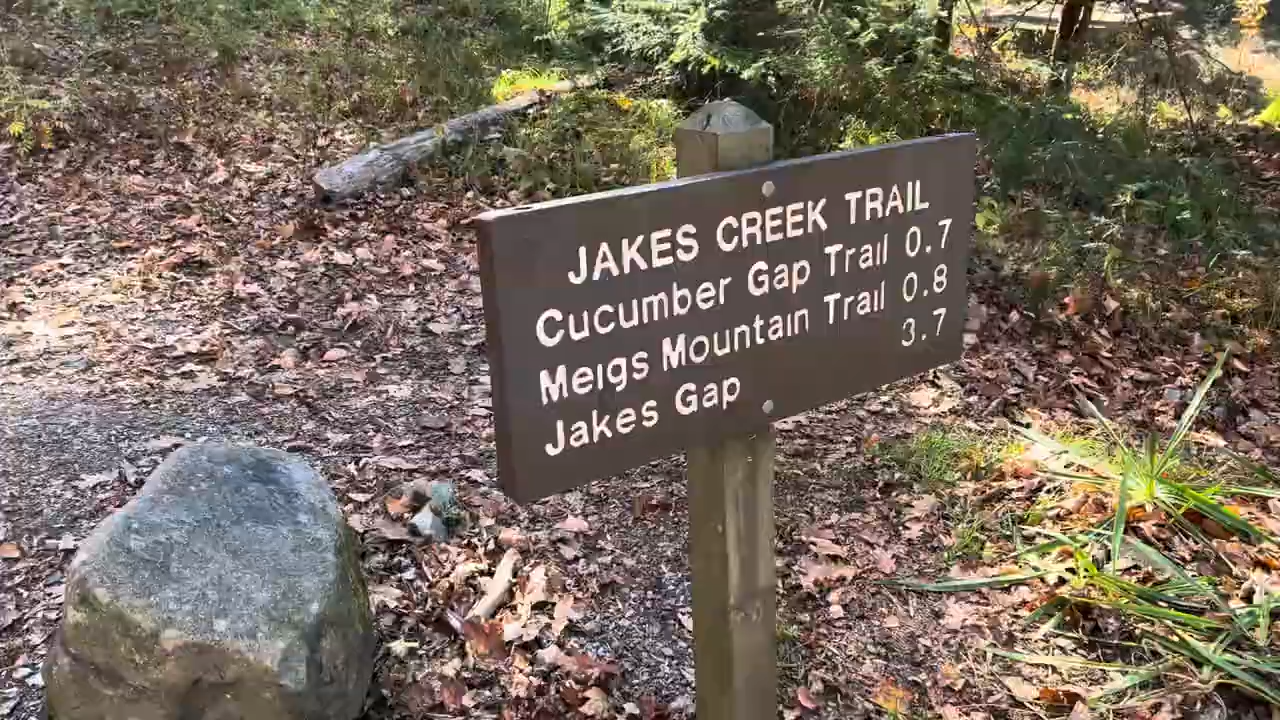 JAKES CREEK TRAIL
Cucumber Gap Trail 0.7
Meigs Mountain Trail 0.8
Jakes Gap 3.7